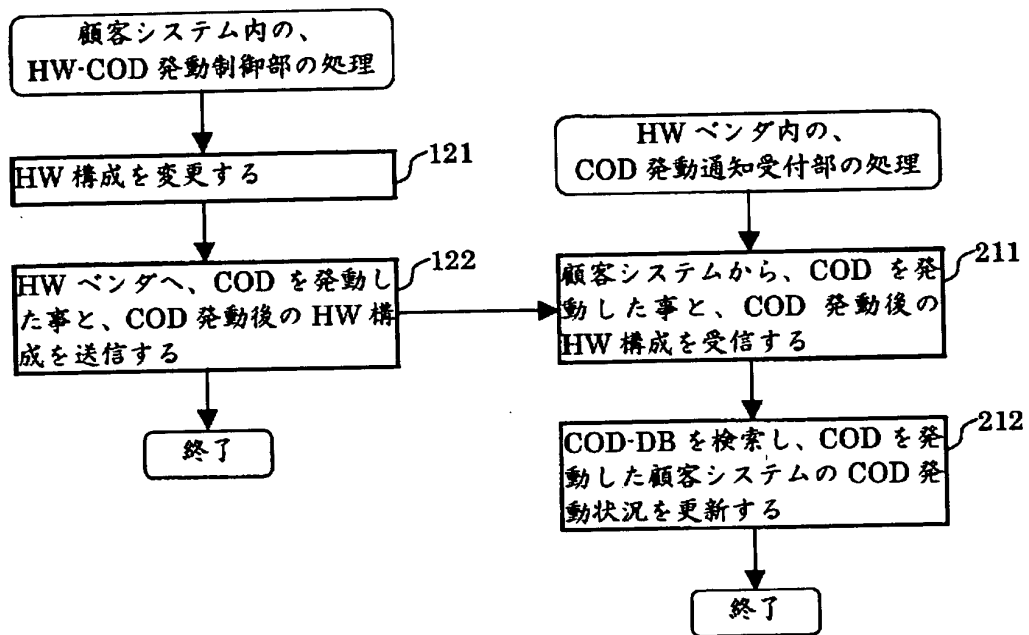 顧客システム内の、
HW-COD 発動制御部の処理
121
HW 構成を変更する
122
HW ベンダへ、COD を発動し
た事と、COD 発動後の HW 構
成を送信する
終了
HW ベンダ内の、
COD 発動通知受付部の処理
211
顧客システムから、COD を発
動した事と、COD 発動後の
HW 構成を受信する
212
COD-DB を検索し、COD を発
動した顧客システムの COD 発
動状況を更新する
終了